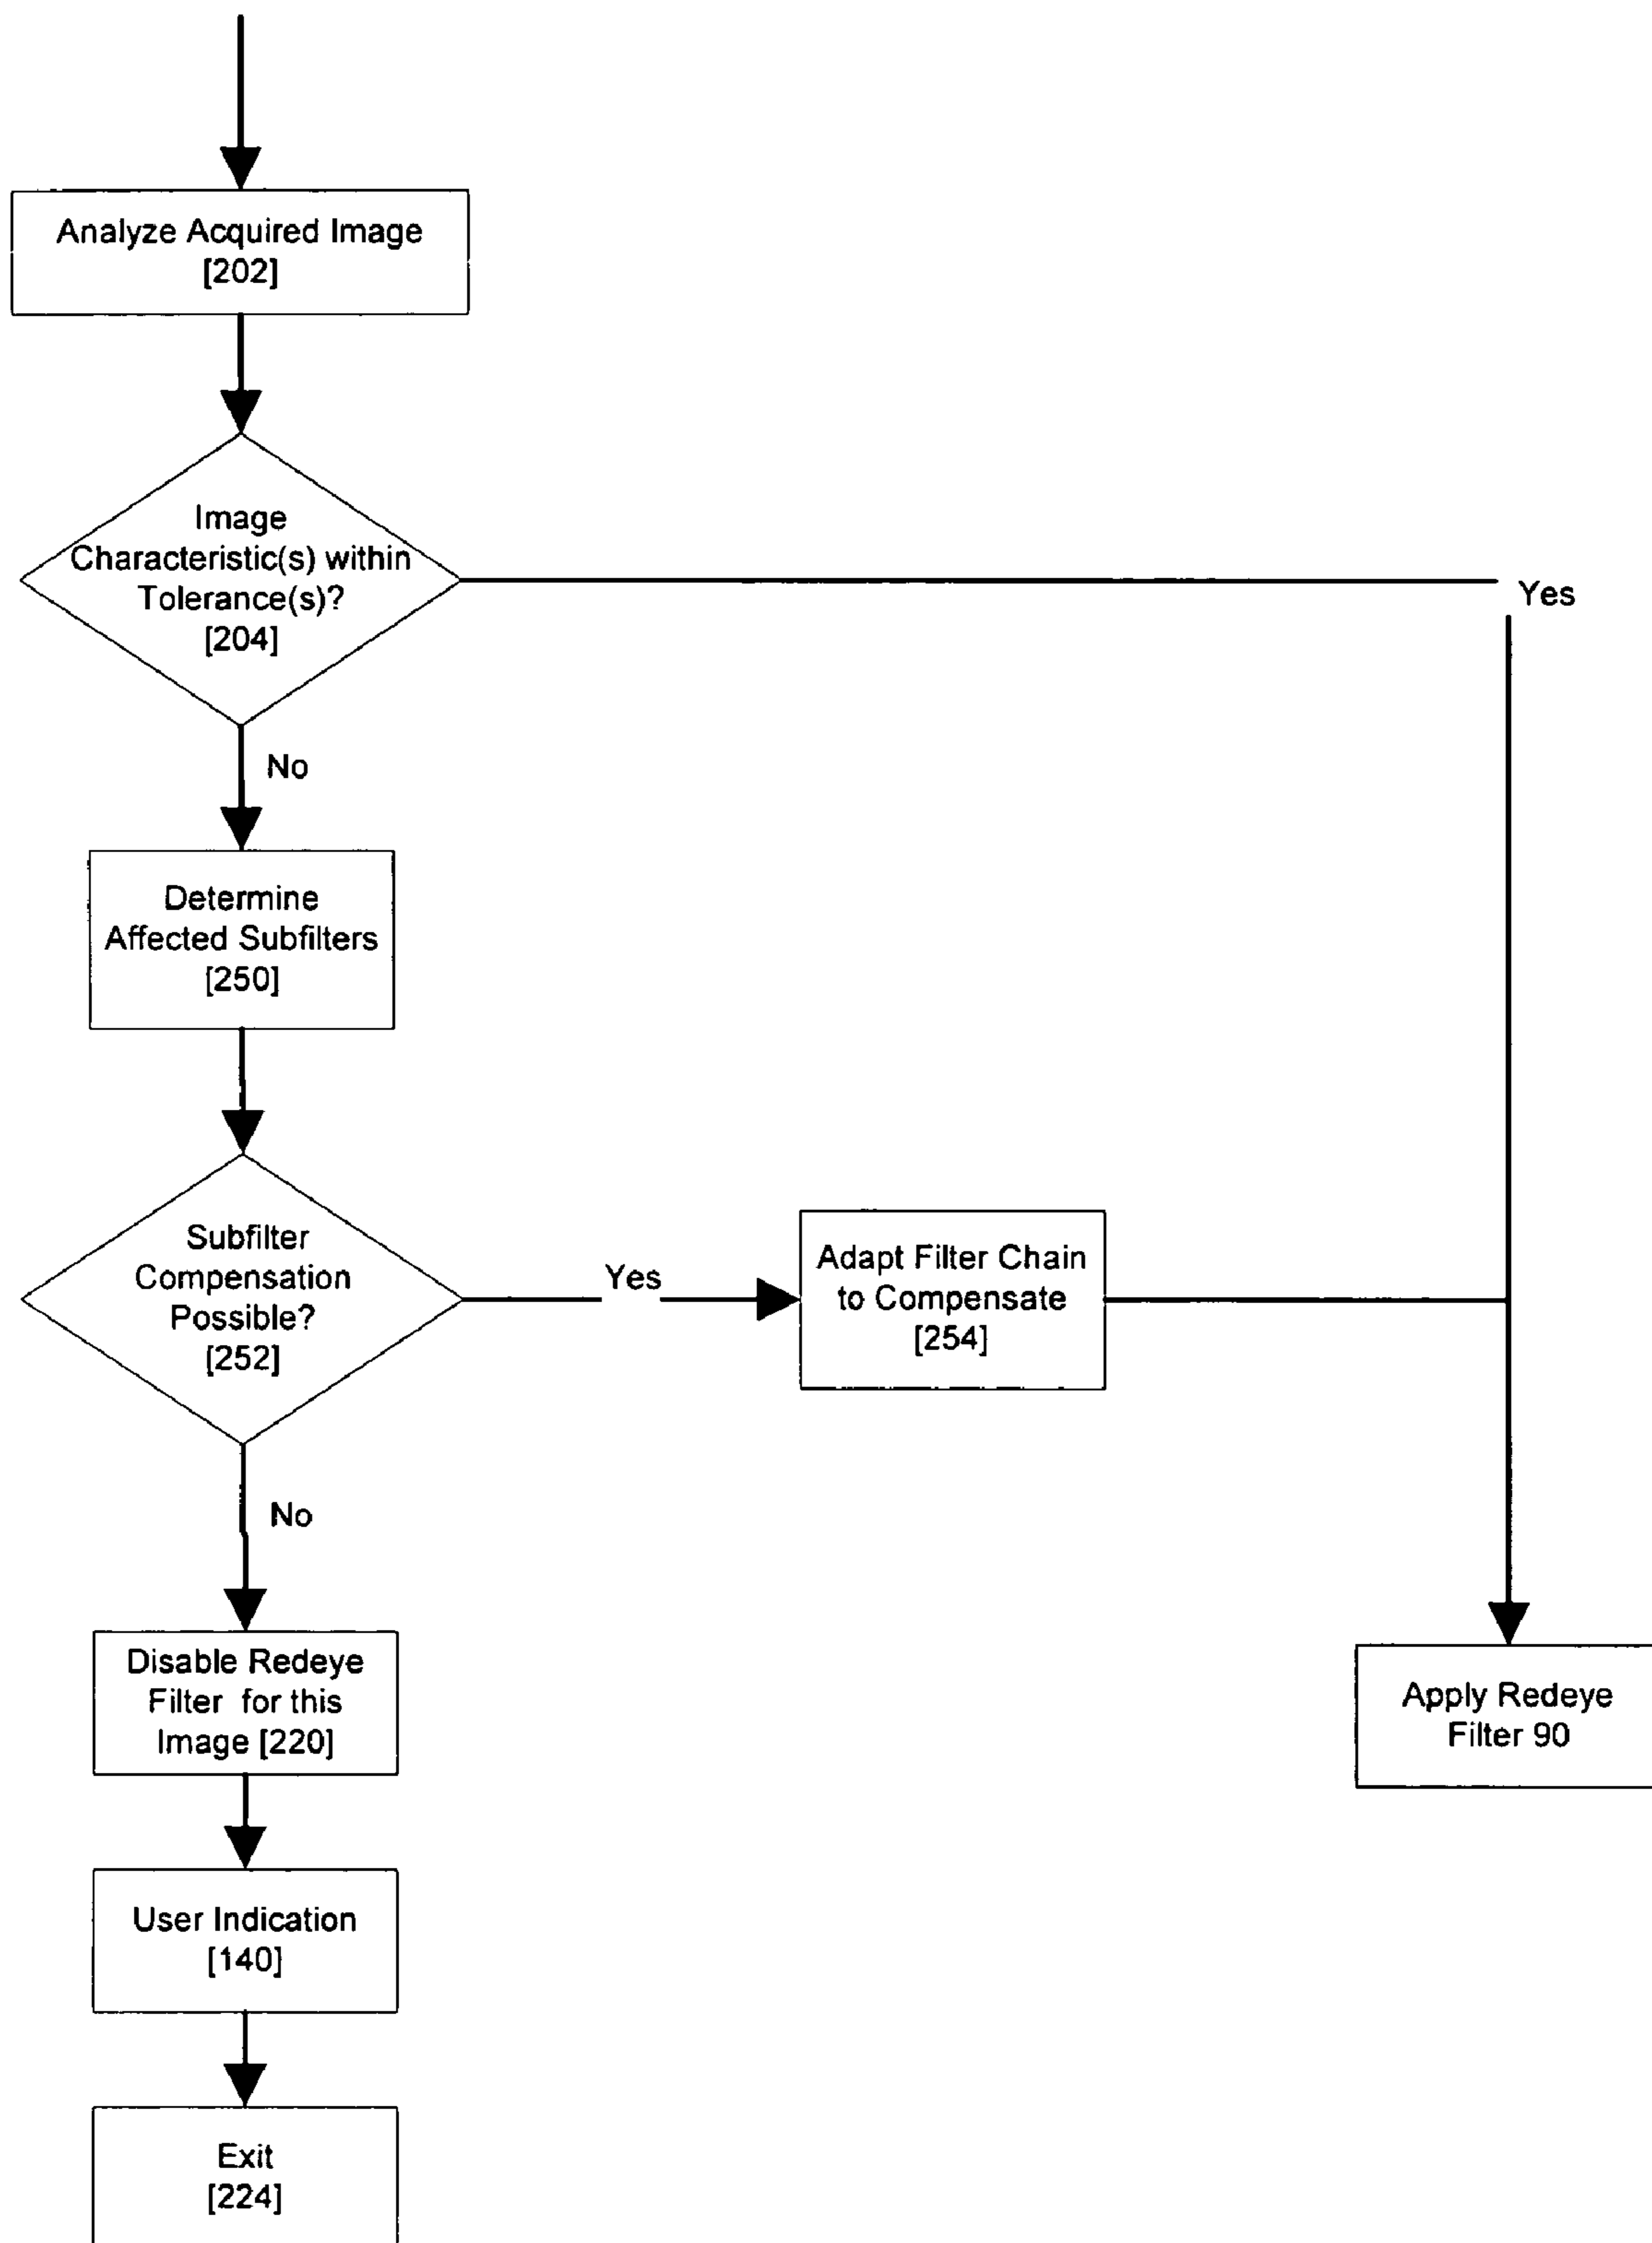 Analyze Acquired Image
[202]
Image
Characteristic(s) within
Tolerance(s)?
[204]
Yes
No
Determine
Affected Subfilters
[250]
Subfilter
Compensation
Possible?
[252]
Yes
Adapt Filter Chain
to Compensate
[254]
No
Disable Redeye
Filter for this
Image [220]
Apply Redeye
Filter 90
User Indication
[140]
Exit
[224]